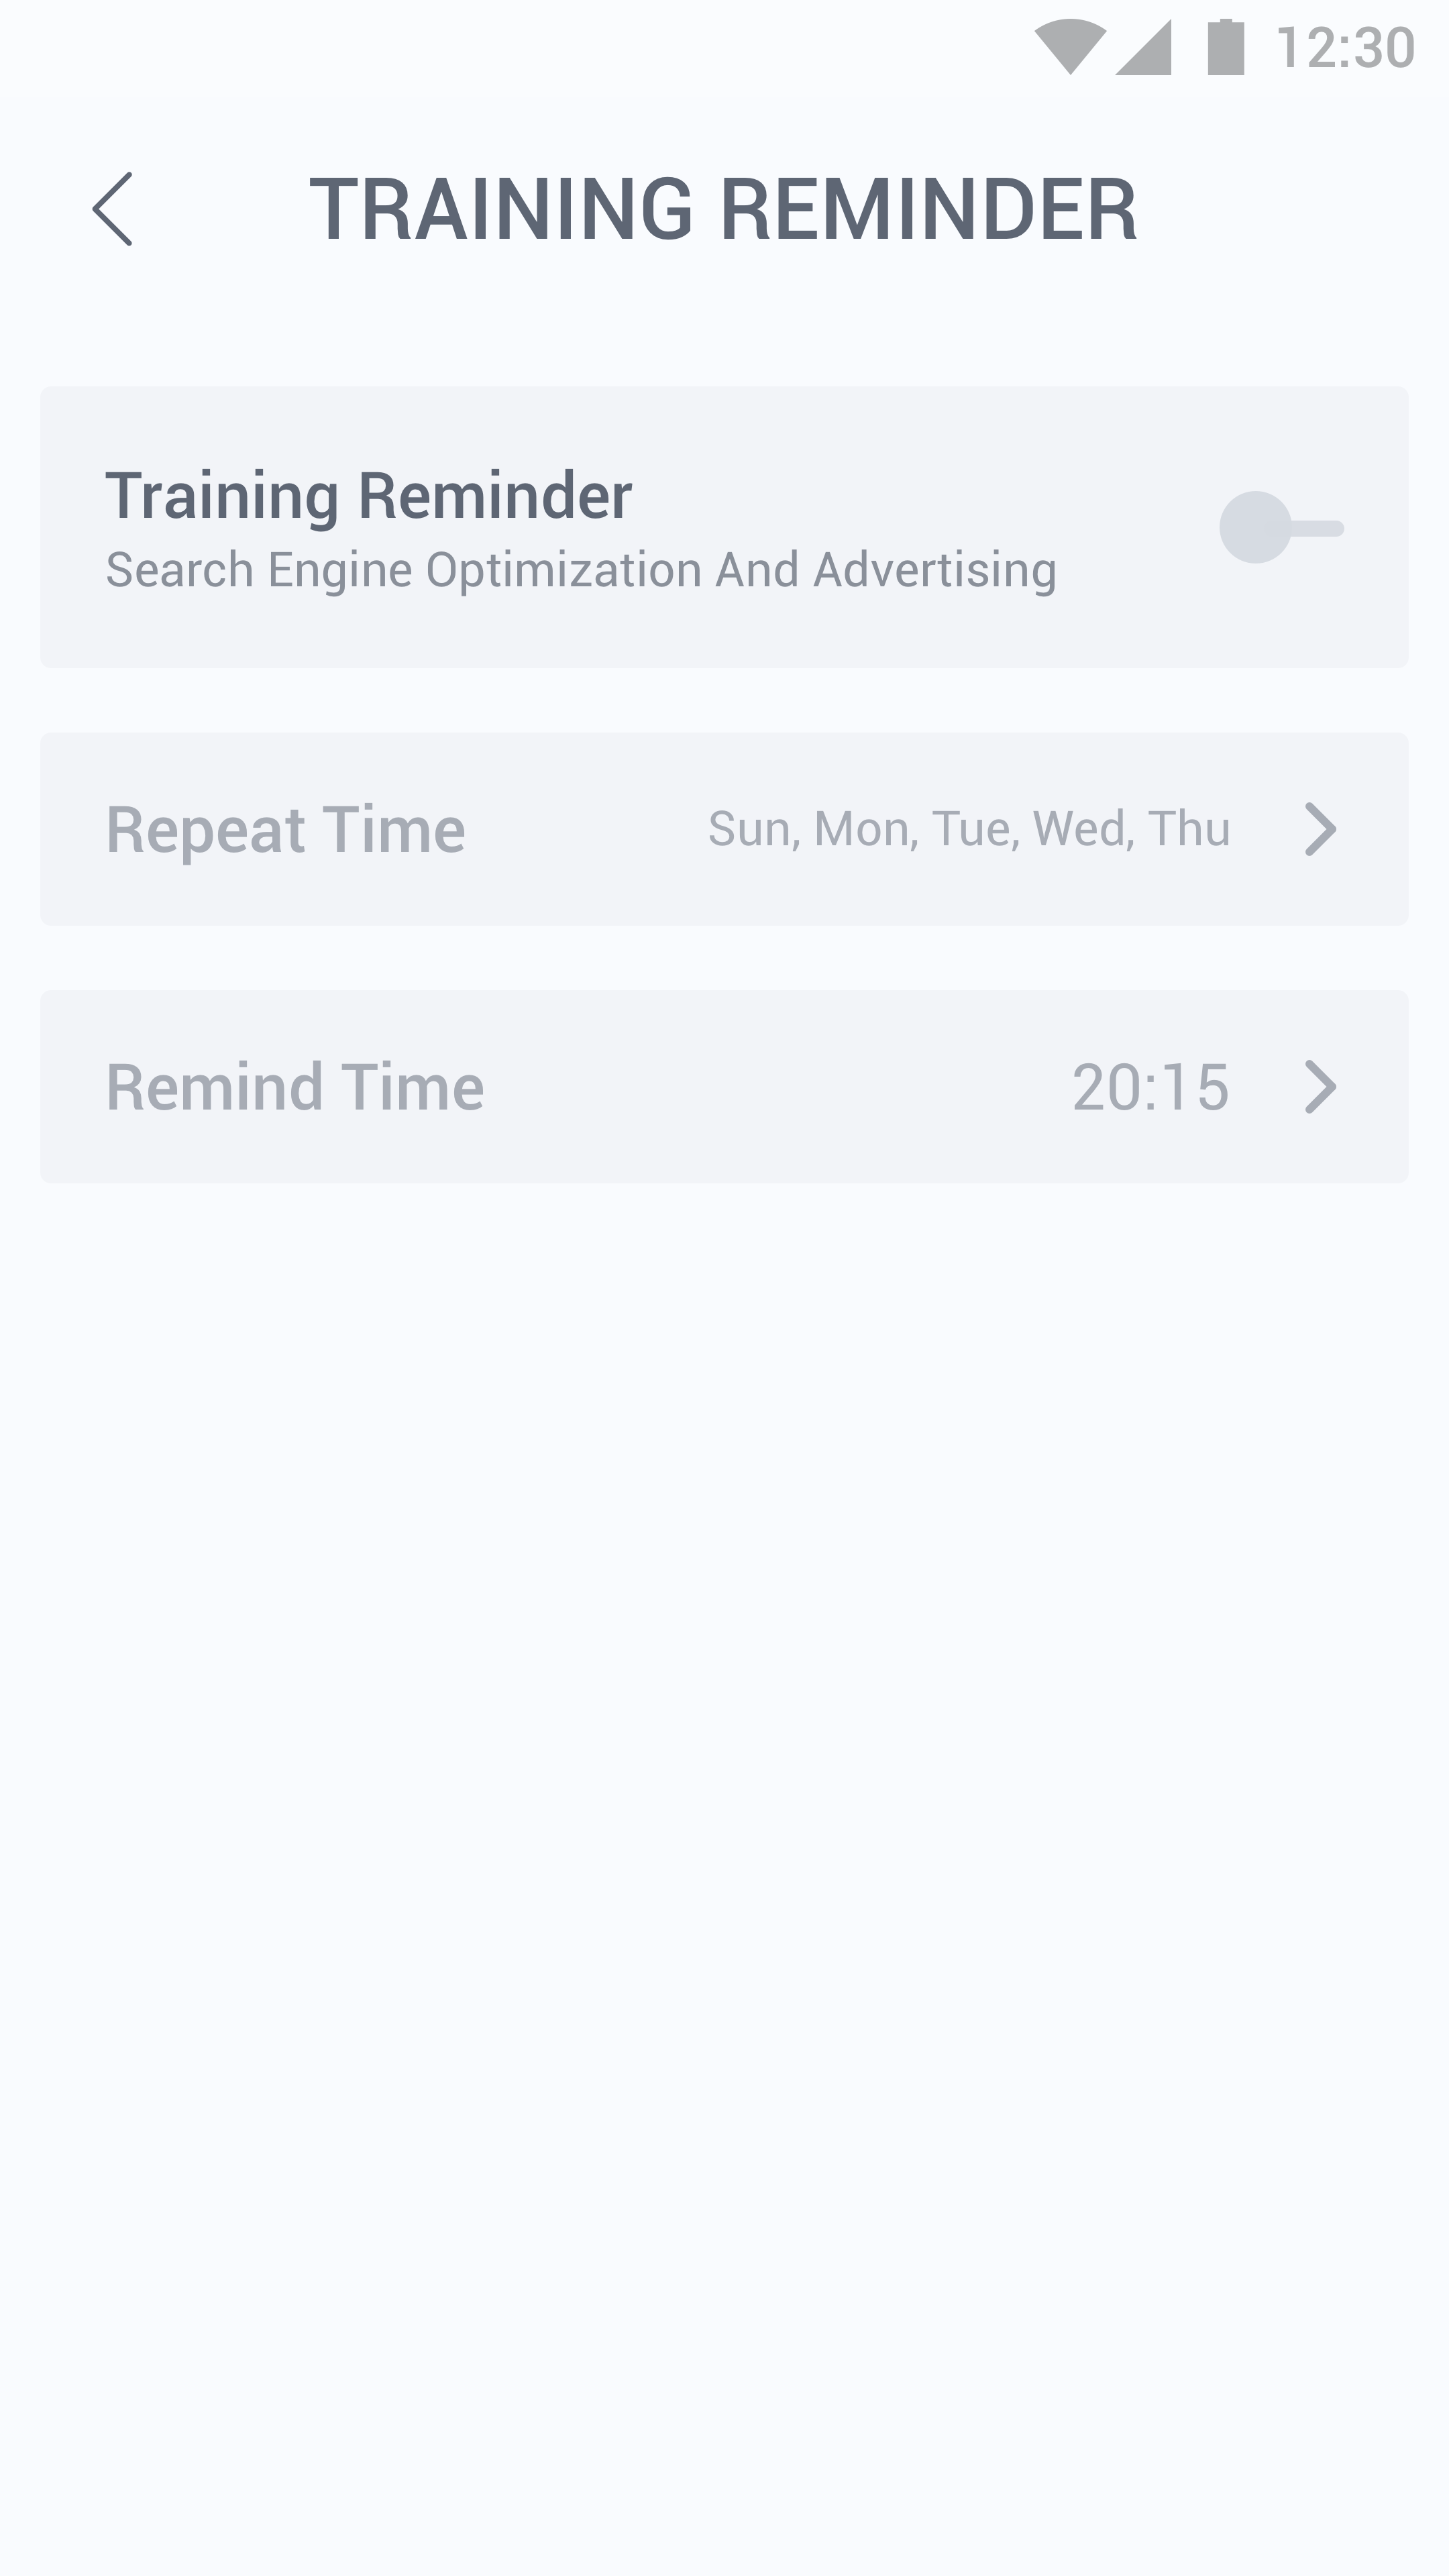 12:30
TRAINING REMINDER
Training Reminder
Search Engine Optimization And Advertising
Repeat Time Sun, Mon, Tue, Wed, Thu
Remind Time 20:15